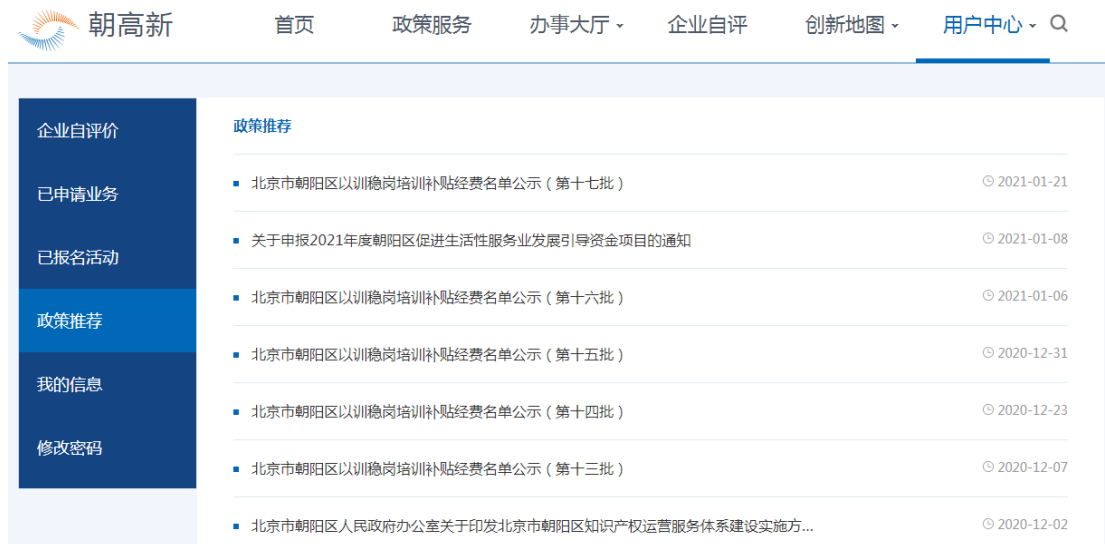 朝高新 首页 政策服务 办事大厅 企业自评 创新地图 用户中心
企业自评价
已申请业务
已报名活动
政策推荐
我的信息
修改密码
政策推荐
北京市朝阳区以训稳岗培训补贴经费名单公示（第十七批） 2021-01-21
关于申报2021年度朝阳区促进生活性服务业发展引导资金项目的通知 2021-01-08
北京市朝阳区以训稳岗培训补贴经费名单公示（第十六批） 2021-01-06
北京市朝阳区以训稳岗培训补贴经费名单公示（第十五批） 2020-12-31
北京市朝阳区以训稳岗培训补贴经费名单公示（第十四批） 2020-12-23
北京市朝阳区以训稳岗培训补贴经费名单公示（第十三批） 2020-12-07
北京市朝阳区人民政府办公室关于印发北京市朝阳区知识产权运营服务体系建设实施方... 2020-12-02